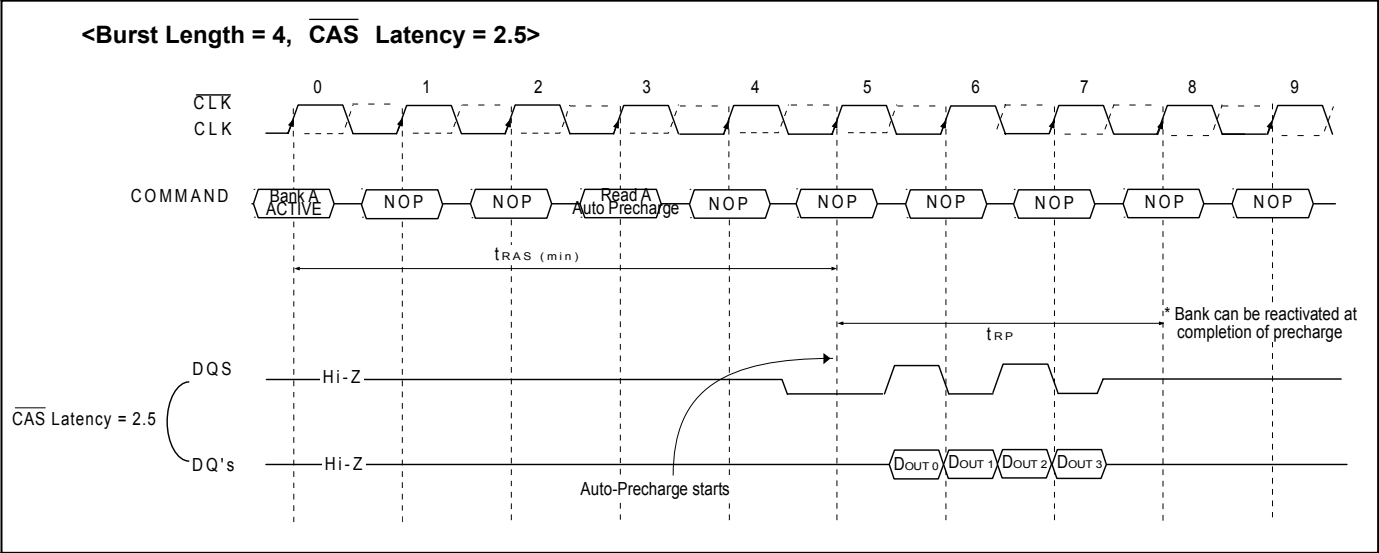 <Burst Length = 4, CAS Latency = 2.5>
0 1 2 3 4 5 6 7 8 9
CLK
CLK
COMMAND
Bank A
ACTIVE
NOP
NOP
Read A
Auto Precharge
NOP
NOP
NOP
NOP
NOP
NOP
tRAS (min)
* Bank can be reactivated at
completion of precharge
tRP
DQS
Hi-Z
CAS Latency = 2.5
DQ's
Hi-Z
DOUT 0 DOUT 1 DOUT 2 DOUT 3
Auto-Precharge starts